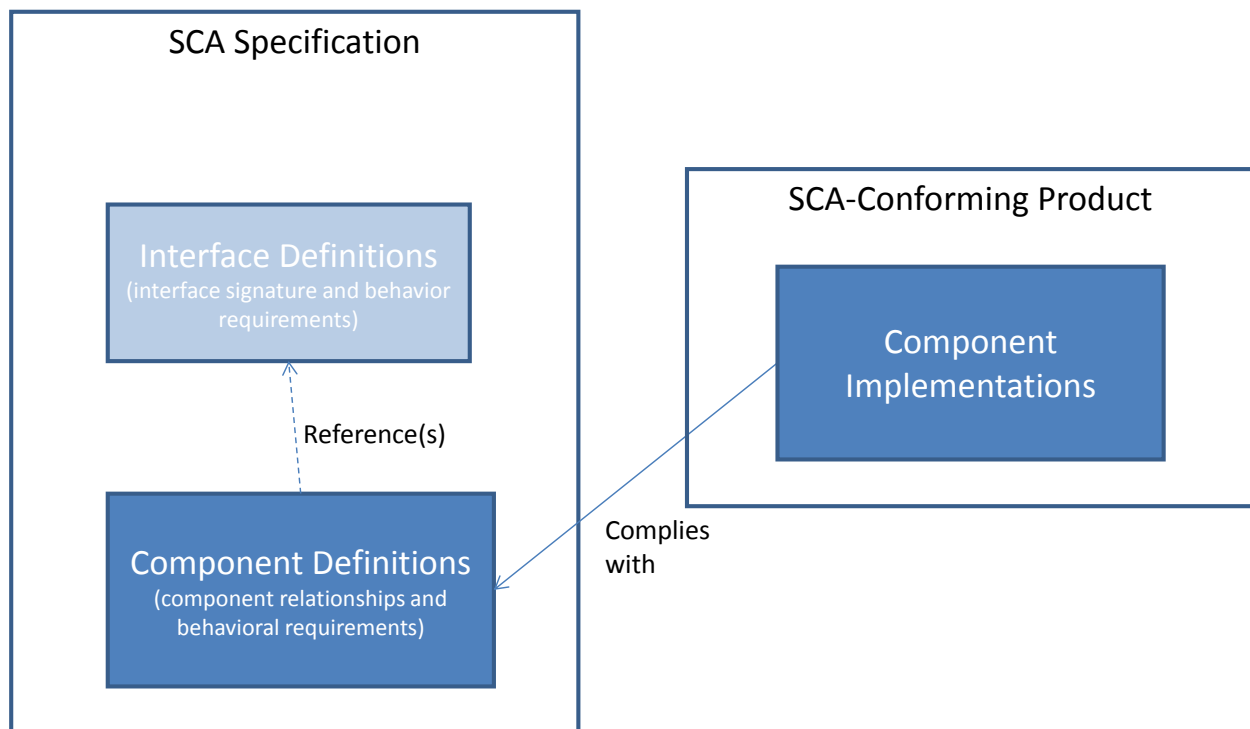 SCA Specification
Interface Definitions
(interface signature and behavior
requirements)
Reference(s)
Component Definitions
(component relationships and
behavioral requirements)
SCA-Conforming Product
Component
Implementations
Complies
with